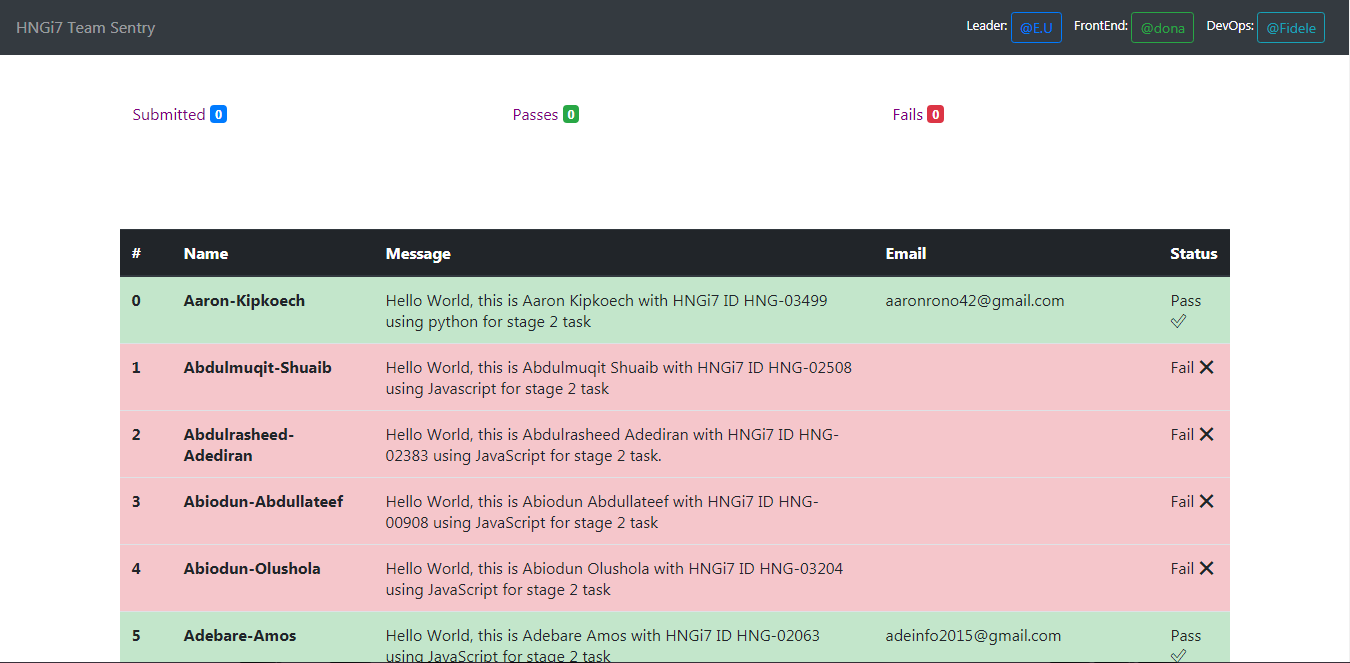 HNGi7 Team Sentry Leader: @E.U FrontEnd: @dona DevOps: @Fidele
Submitted 0 Passes 0 Fails 0
# Name Message Email Status
0 Aaron-Kipkoech Hello World, this is Aaron Kipkoech with HNGi7 ID HNG-03499 aaronrono42@gmail.com Pass
using python for stage 2 task
1 Abdulmuqit-Shuaib Hello World, this is Abdulmuqit Shuaib with HNGi7 ID HNG-02508 Fail
using Javascript for stage 2 task
2 Abdulrasheed- Hello World, this is Abdulrasheed Adediran with HNGi7 ID HNG- Fail
Adediran 02383 using JavaScript for stage 2 task.
3 Abiodun-Abdullateef Hello World, this is Abiodun Abdullateef with HNGi7 ID HNG- Fail
00908 using JavaScript for stage 2 task
4 Abiodun-Olushola Hello World, this is Abiodun Olushola with HNGi7 ID HNG-03204 Fail
using JavaScript for stage 2 task
5 Adebare-Amos Hello World, this is Adebare Amos with HNGi7 ID HNG-02063 adeinfo2015@gmail.com Pass
using JavaScript for stage 2 task